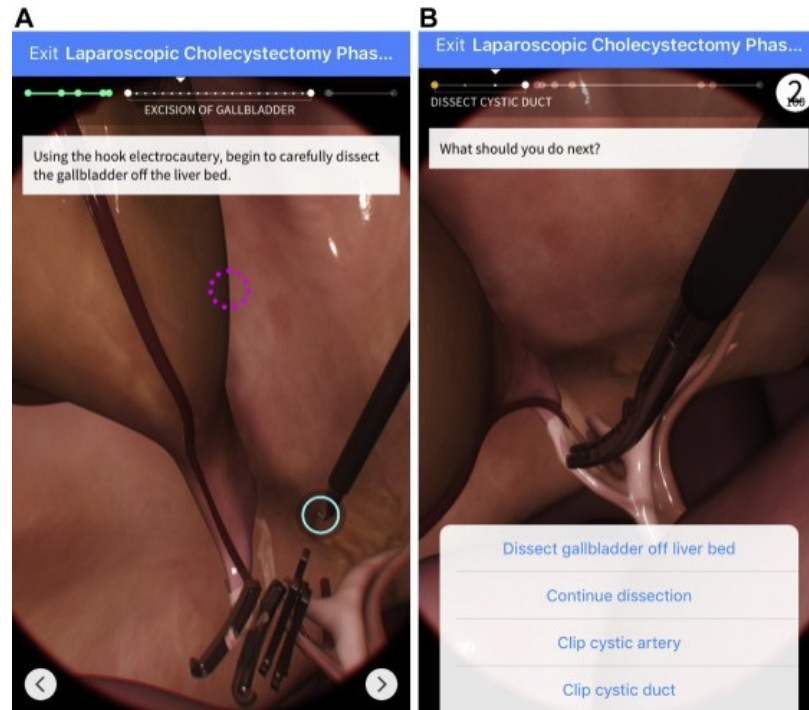 A
Exit Laparoscopic Cholecystectomy Phas...
EXCISION OF GALLBLADDER
Using the hook electrocautery, begin to carefully dissect
the gallbladder off the liver bed.
B
Exit Laparoscopic Cholecystectomy Phas...
DISSECT CYSTIC DUCT
2
100
What should you do next?
Dissect gallbladder off liver bed
Continue dissection
Clip cystic artery
Clip cystic duct